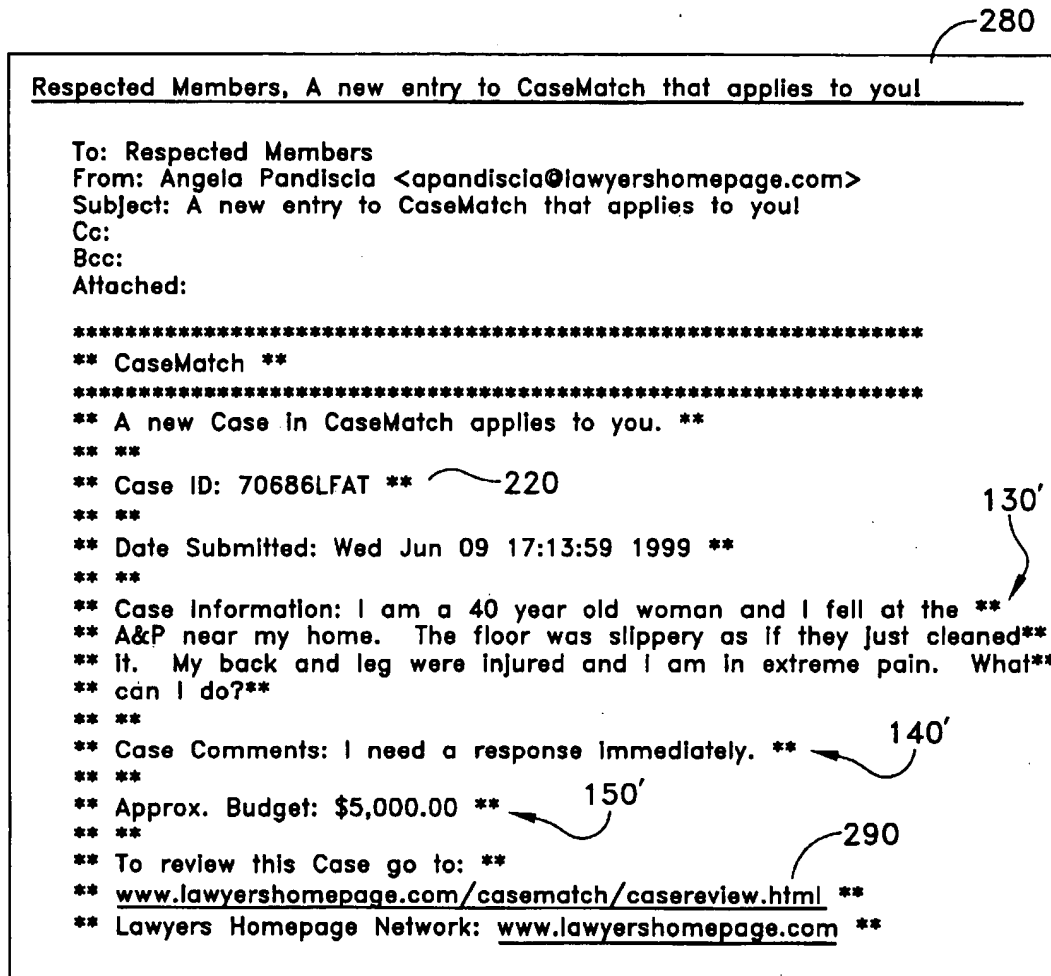 280
Respected Members, A new entry to CaseMatch that applies to you!
To: Respected Members
From: Angela Pandiscia <apandiscia@lawyershomepage.com>
Subject: A new entry to CaseMatch that applies to you!
Cc:
Bcc:
Attached:
*****************************************************************
** CaseMatch **
*****************************************************************
** A new Case in CaseMatch applies to you. **
** **
** Case ID: 70686LFAT ** 220
** **
130'
** Date Submitted: Wed Jun 09 17:13:59 1999 **
** **
** Case Information: I am a 40 year old woman and I fell at the **
** A&P near my home. The floor was slippery as if they just cleaned**
** it. My back and leg were injured and I am in extreme pain. What**
** can I do?**
** **
** Case Comments: I need a response immediately. ** 140'
** **
** Approx. Budget: $5,000.00 ** 150'
** **
290
** To review this Case go to: **
** www.lawyershomepage.com/casematch/casereview.html **
** Lawyers Homepage Network: www.lawyershomepage.com **